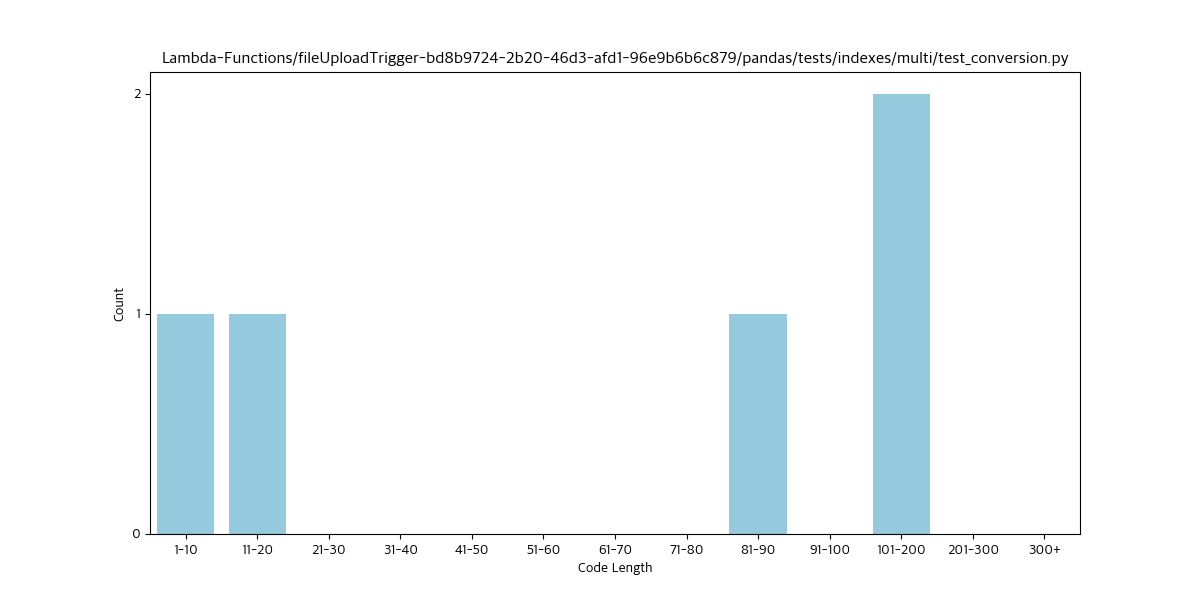 Lambda-Functions/fileUploadTrigger-bd8b9724-2b20-46d3-afd1-96e9b6b6c879/pandas/tests/indexes/multi/test_conversion.py
2
1
0
Count
1-10 11-20 21-30 31-40 41-50 51-60 61-70 71-80 81-90 91-100 101-200 201-300 300+
Code Length